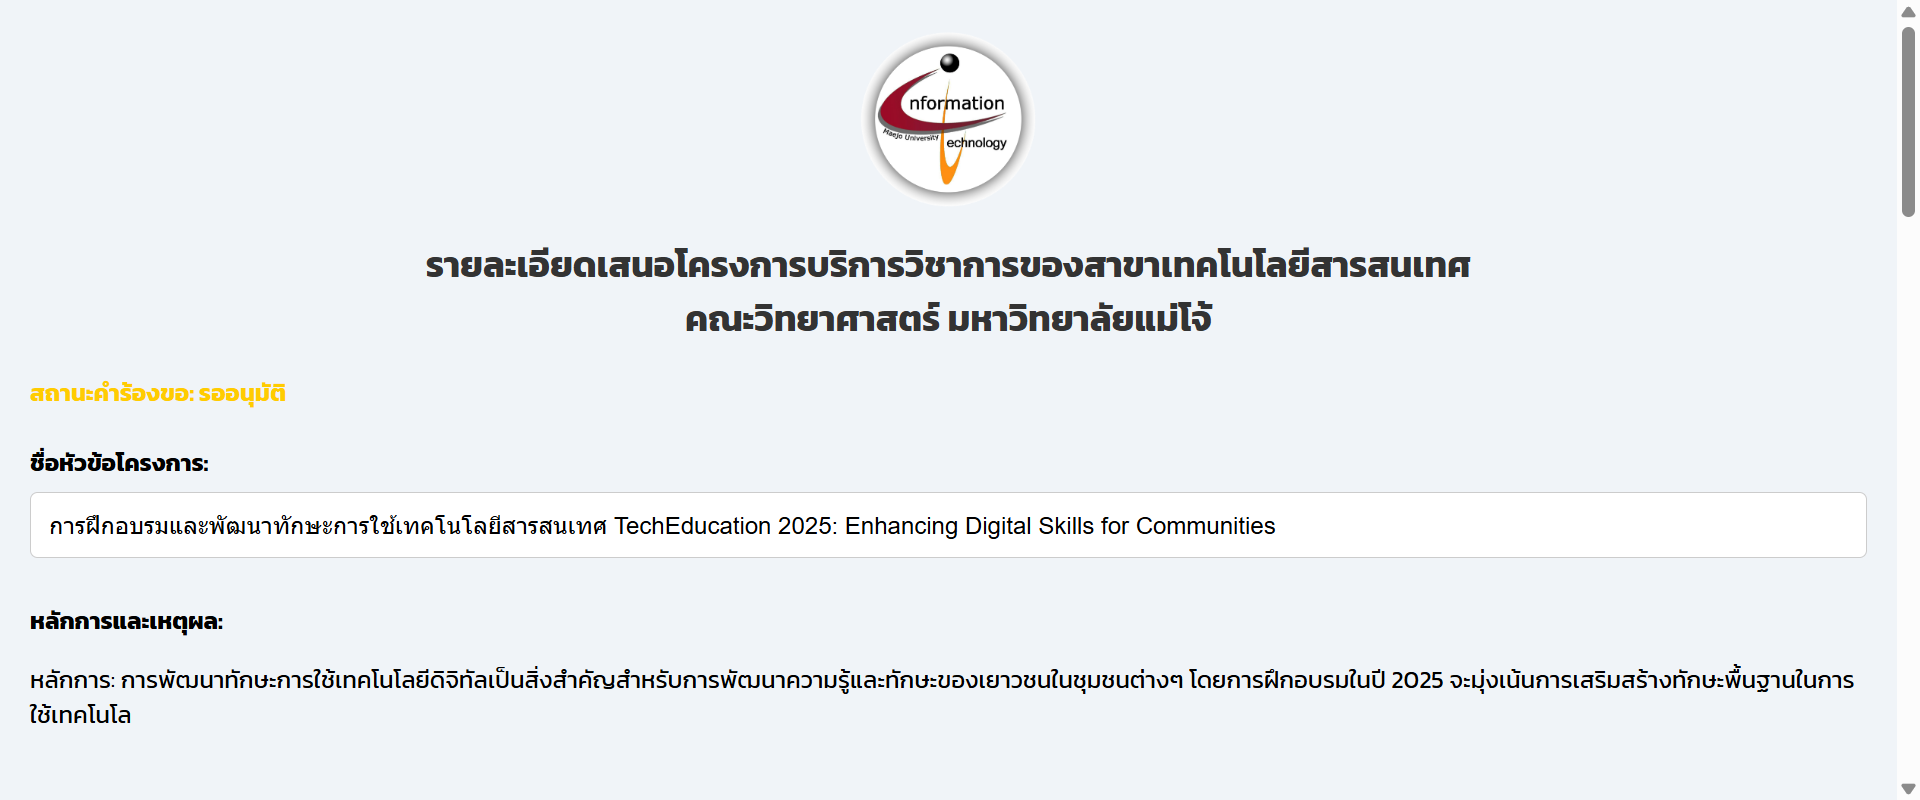 nformation
Maejo University
echnology
รายละเอียดเสนอโครงการบริการวิชาการของสาขาเทคโนโลยีสารสนเทศ
คณะวิทยาศาสตร์ มหาวิทยาลัยแม่โจ้
สถานะคำร้องขอ: รออนุมัติ
ชื่อหัวข้อโครงการ:
การฝึกอบรมและพัฒนาทักษะการใช้เทคโนโลยีสารสนเทศ TechEducation 2025: Enhancing Digital Skills for Communities
หลักการและเหตุผล:
หลักการ: การพัฒนาทักษะการใช้เทคโนโลยีดิจิทัลเป็นสิ่งสำคัญสำหรับการพัฒนาความรู้และทักษะของเยาวชนในชุมชนต่างๆ โดยการฝึกอบรมในปี 2025 จะมุ่งเน้นการเสริมสร้างทักษะพื้นฐานในการ
ใช้เทคโนโล